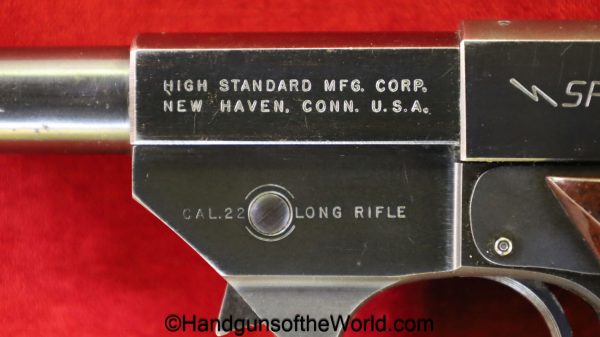 HIGH STANDARD MFG. CORP.
NEW HAVEN, CONN. U.S.A.
CAL.22 LONG RIFLE
©HandgunsoftheWorld.com